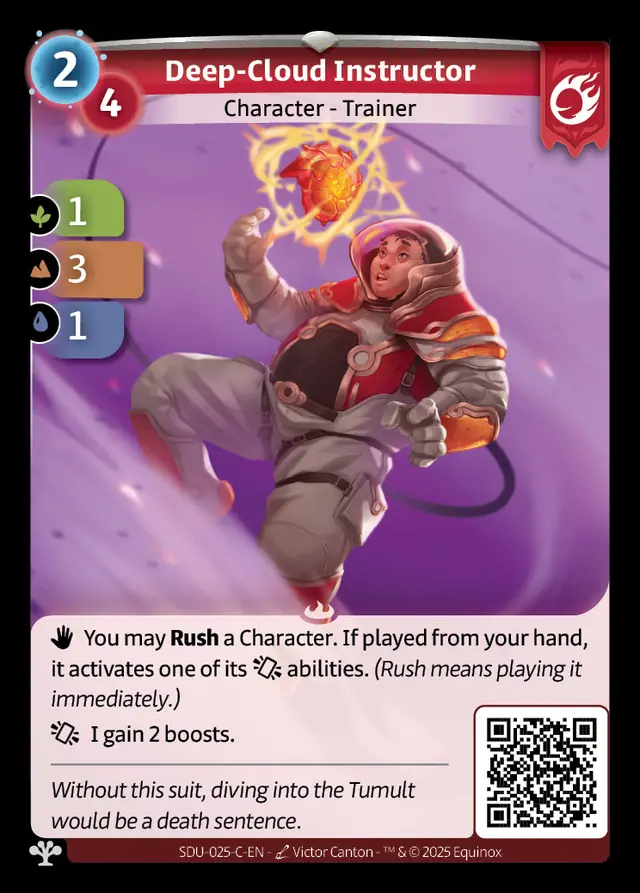 2
Deep-Cloud Instructor
4
Character - Trainer
1
3
1
You may Rush a Character. If played from your hand,
it activates one of its abilities. (Rush means playing it
immediately.)
I gain 2 boosts.
Without this suit, diving into the Tumult
would be a death sentence.
SDU-025-C-EN - Victor Canton - ™ & © 2025 Equinox